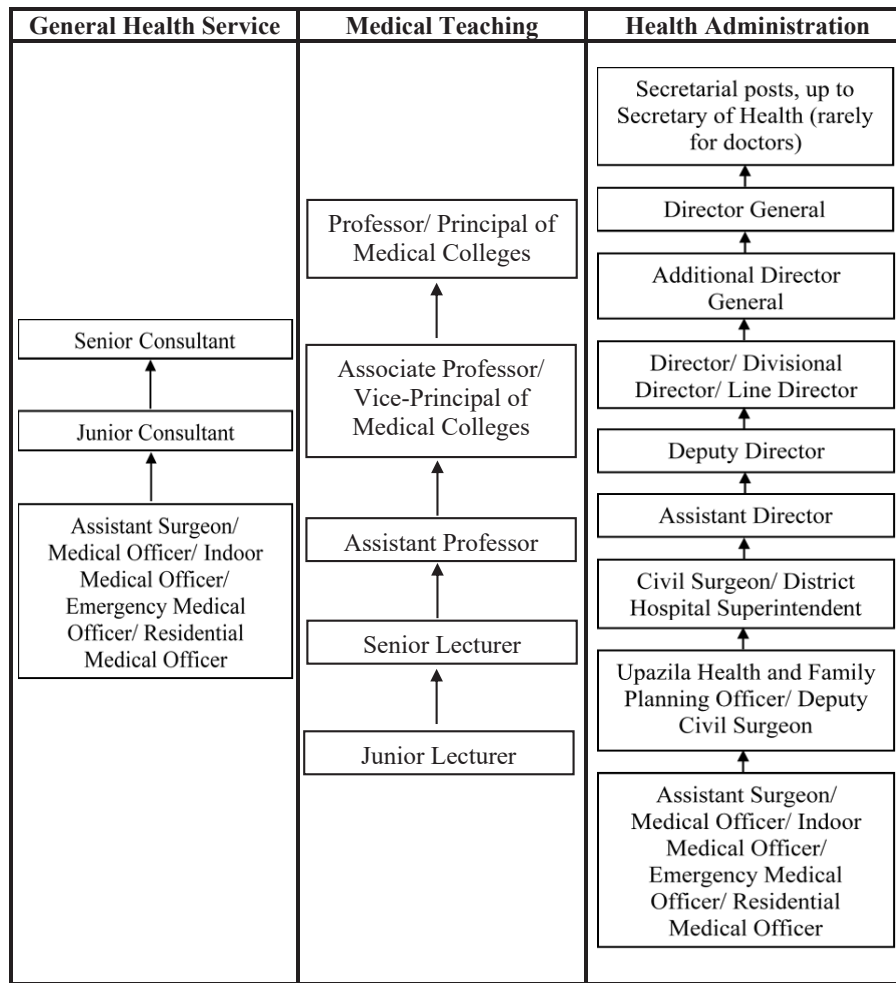 General Health Service
Senior Consultant
Junior Consultant
Assistant Surgeon/
Medical Officer/ Indoor
Medical Officer/
Emergency Medical
Officer/ Residential
Medical Officer
Medical Teaching
Professor/ Principal of
Medical Colleges
Associate Professor/
Vice-Principal of
Medical Colleges
Assistant Professor
Senior Lecturer
Junior Lecturer
Health Administration
Secretarial posts, up to
Secretary of Health (rarely
for doctors)
Director General
Additional Director
General
Director/ Divisional
Director/ Line Director
Deputy Director
Assistant Director
Civil Surgeon/ District
Hospital Superintendent
Upazila Health and Family
Planning Officer/ Deputy
Civil Surgeon
Assistant Surgeon/
Medical Officer/ Indoor
Medical Officer/
Emergency Medical
Officer/ Residential
Medical Officer